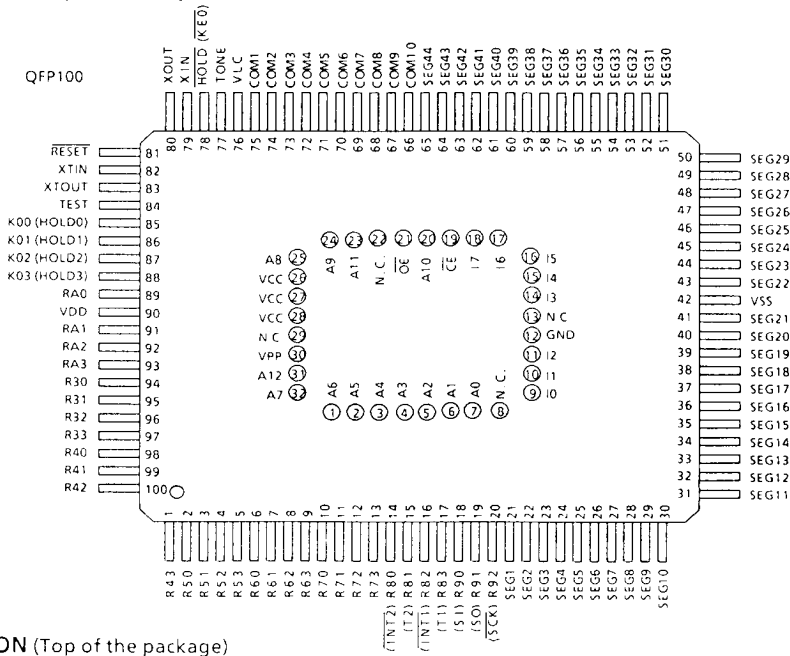 QFP100
XOUT
XIN
HOLD (KE0)
TONE
VLC
COM1
COM2
COM3
COM4
COM5
COM6
COM7
COM8
COM9
COM10
SEG44
SEG43
SEG42
SEG41
SEG40
SEG39
SEG38
SEG37
SEG36
SEG35
SEG34
SEG33
SEG32
SEG31
SEG30
80 79 78 77 76 75 74 73 72 71 70 69 68 67 66 65 64 63 62 61 60 59 58 57 56 55 54 53 52 51
RESET 81
XTIN 82
XTOUT 83
TEST 84
K00 (HOLD0) 85
K01 (HOLD1) 86
K02 (HOLD2) 87
K03 (HOLD3) 88
RA0 89
VDD 90
RA1 91
RA2 92
RA3 93
R30 94
R31 95
R32 96
R33 97
R40 98
R41 99
R42 100
50 SEG29
49 SEG28
48 SEG27
47 SEG26
46 SEG25
45 SEG24
44 SEG23
43 SEG22
42 VSS
41 SEG21
40 SEG20
39 SEG19
38 SEG18
37 SEG17
36 SEG16
35 SEG15
34 SEG14
33 SEG13
32 SEG12
31 SEG11
24 23 22 21 20 19 18 17
A9 A11 N.C. OE A10 CE I7 I6
A8 25
VCC 26
VCC 27
VCC 28
N C 29
VPP 30
A12 31
A7 32
16 I5
15 I4
14 I3
13 N C
12 GND
11 I2
10 I1
9 I0
A6 A5 A4 A3 A2 A1 A0 N.C.
1 2 3 4 5 6 7 8
1 2 3 4 5 6 7 8 9 10 11 12 13 14 15 16 17 18 19 20 21 22 23 24 25 26 27 28 29 30
R43
R50
R51
R52
R53
R60
R61
R62
R63
R70
R71
R72
R73
(INT2) R80
(T2) R81
(INT1) R82
(T1) R83
(SI) R90
(SO) R91
(SCK) R92
SEG1
SEG2
SEG3
SEG4
SEG5
SEG6
SEG7
SEG8
SEG9
SEG10
ON (Top of the package)